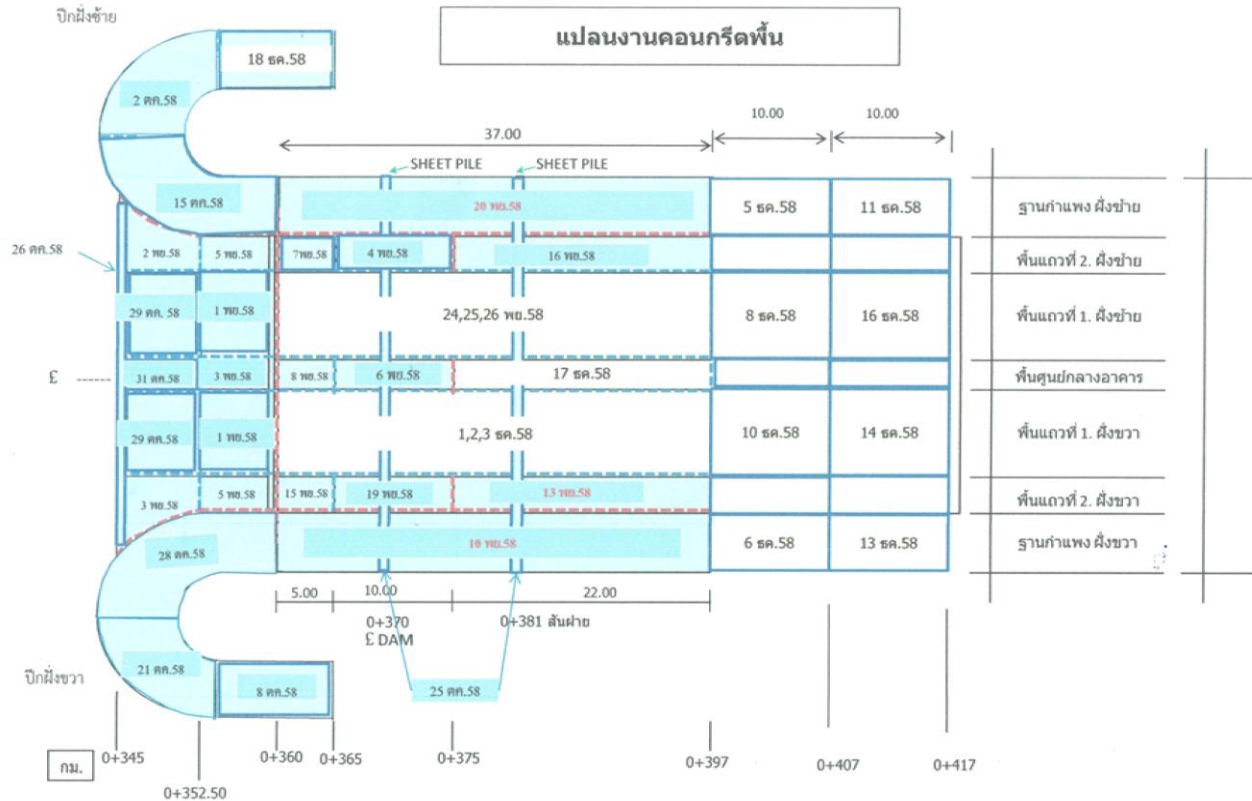 ปีกฝั่งซ้าย
แปลนงานคอนกรีตพื้น
18 ธค.58
2 ตค.58
10.00
10.00
37.00
SHEET PILE
SHEET PILE
15 ตค.58
20 พย.58
5 ธค.58
11 ธค.58
ฐานกำแพง ฝั่งซ้าย
26 ตค.58
2 พย.58
5 พย.58
7พย.58
4 พย.58
16 พย.58
พื้นแถวที่ 2. ฝั่งซ้าย
29 ตค. 58
1 พย.58
24,25,26 พย.58
8 ธค.58
16 ธค.58
พื้นแถวที่ 1. ฝั่งซ้าย
£
31 ตค.58
3 พย.58
8 พย.58
6 พย.58
17 ธค.58
พื้นศูนย์กลางอาคาร
29 ตค.58
1 พย.58
1,2,3 ธค.58
10 ธค.58
14 ธค.58
พื้นแถวที่ 1. ฝั่งขวา
3 พย.58
5 พย.58
15 พย.58
19 พย.58
13 พย.58
พื้นแถวที่ 2. ฝั่งขวา
28 ตค.58
10 พย.58
6 ธค.58
13 ธค.58
ฐานกำแพง ฝั่งขวา
5.00
10.00
22.00
0+370
£ DAM
0+381 สันฝาย
ปีกฝั่งขวา
21 ตค.58
8 ตค.58
25 ตค.58
กม.
0+345
0+360
0+365
0+375
0+397
0+407
0+417
0+352.50